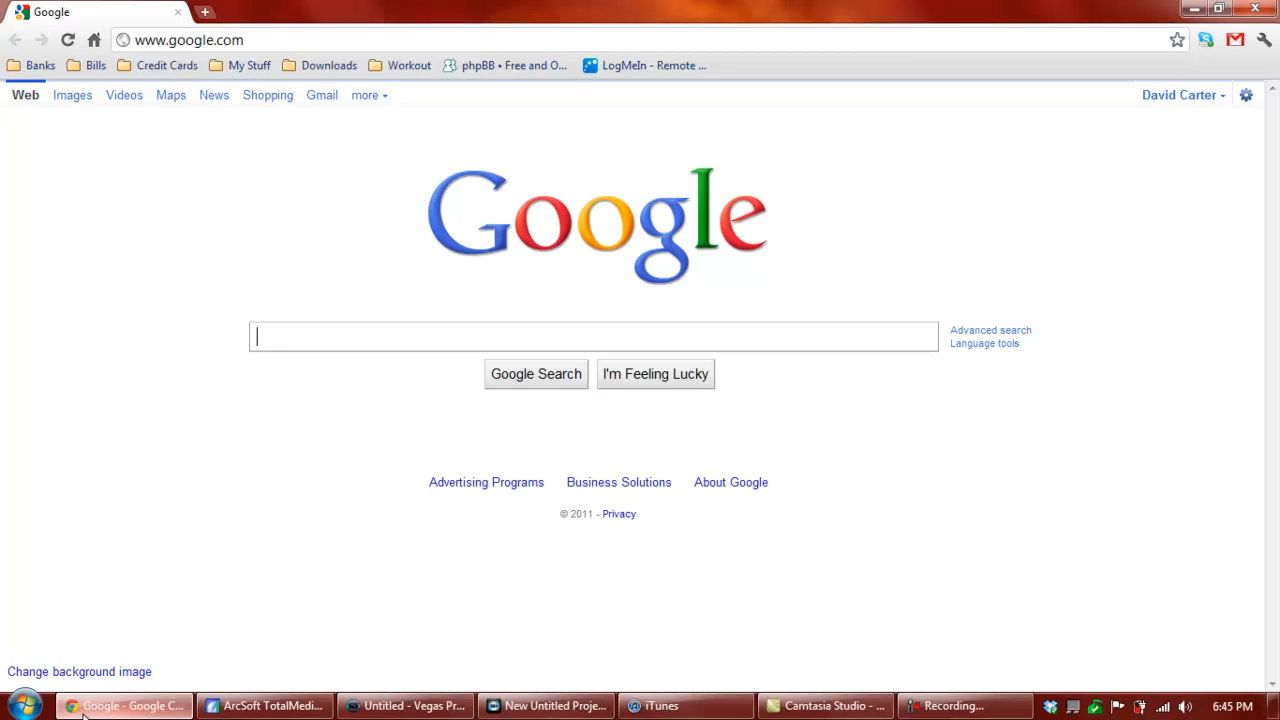 Google
www.google.com
Banks Bills Credit Cards My Stuff Downloads Workout phpBB • Free and O... LogMeIn - Remote ...
Web Images Videos Maps News Shopping Gmail more David Carter
Google
Advanced search
Language tools
Google Search I'm Feeling Lucky
Advertising Programs Business Solutions About Google
© 2011 - Privacy
Change background image
Google - Google C... ArcSoft TotalMedi... Untitled - Vegas Pr... New Untitled Proje... iTunes Camtasia Studio - ... Recording... 6:45 PM